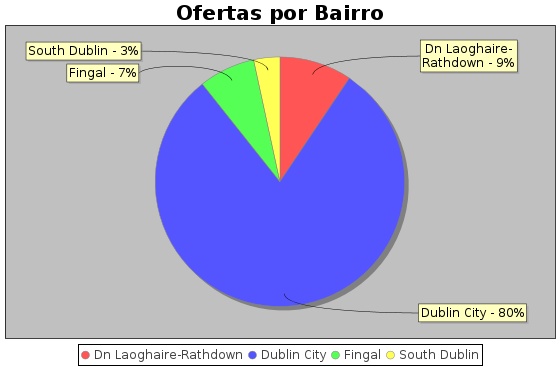 Ofertas por Bairro
South Dublin - 3%
Fingal - 7%
Dn Laoghaire-
Rathdown - 9%
Dublin City - 80%
Dn Laoghaire-Rathdown Dublin City Fingal South Dublin